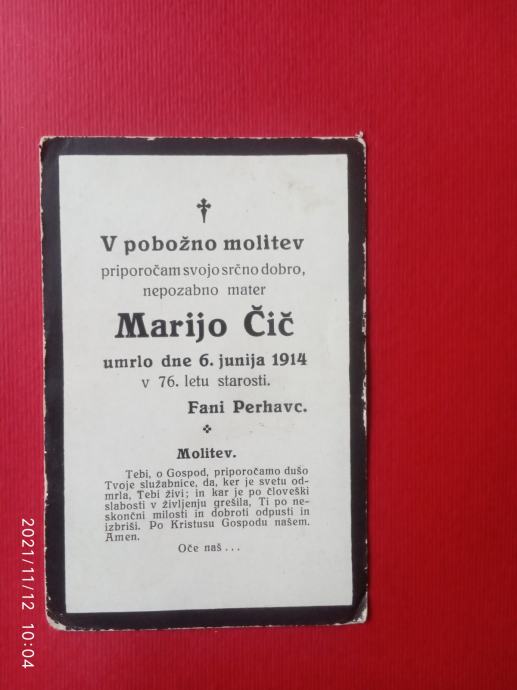 V pobožno molitev
priporočam svojo srčno dobro,
nepozabno mater
Marijo Čič
umrlo dne 6. junija 1914
v 76. letu starosti.
Fani Perhavc.
Molitev.
Tebi, o Gospod, priporočamo dušo
Tvoje služabnice, da, ker je svetu od-
mrla, Tebi živi; in kar je po človeški
slabosti v življenju grešila, Ti po ne-
skončni milosti in dobroti odpusti in
izbriši. Po Kristusu Gospodu našem.
Amen.
Oče naš...
2021/11/12 10:04